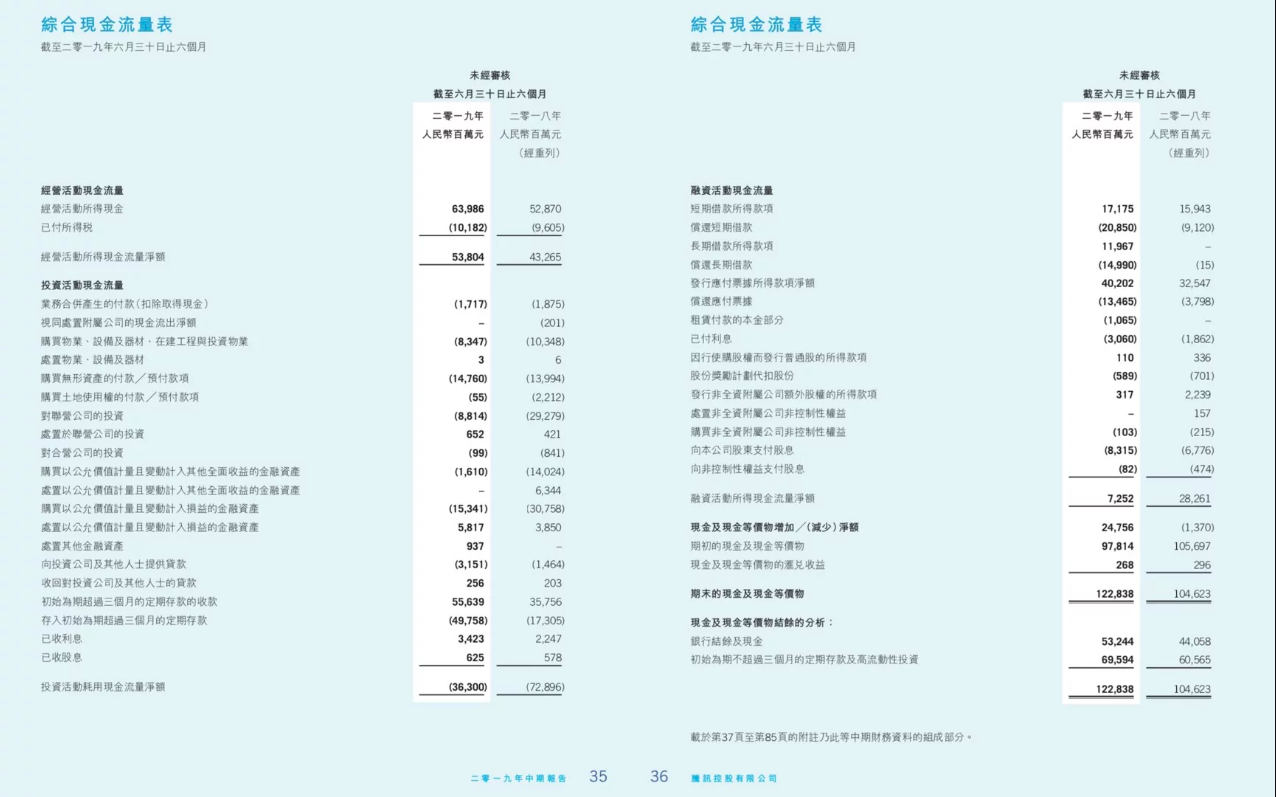 綜合現金流量表
截至二零一九年六月三十日止六個月
未經審核
截至六月三十日止六個月
二零一九年 二零一八年
人民幣百萬元 人民幣百萬元
（經重列）
經營活動現金流量
經營活動所得現金 63,986 52,870
已付所得稅 (10,182) (9,605)
經營活動所得現金流量淨額 53,804 43,265
投資活動現金流量
業務合併產生的付款（扣除取得現金） (1,717) (1,875)
視同處置附屬公司的現金流出淨額 – (201)
購買物業、設備及器材、在建工程與投資物業 (8,347) (10,348)
處置物業、設備及器材 3 6
購買無形資產的付款／預付款項 (14,760) (13,994)
購買土地使用權的付款／預付款項 (55) (2,212)
對聯營公司的投資 (8,814) (29,279)
處置於聯營公司的投資 652 421
對合營公司的投資 (99) (841)
購買以公允價值計量且變動計入其他全面收益的金融資產 (1,610) (14,024)
處置以公允價值計量且變動計入其他全面收益的金融資產 – 6,344
購買以公允價值計量且變動計入損益的金融資產 (15,341) (30,758)
處置以公允價值計量且變動計入損益的金融資產 5,817 3,850
處置其他金融資產 937 –
向投資公司及其他人士提供貸款 (3,151) (1,464)
收回對投資公司及其他人士的貸款 256 203
初始為期超過三個月的定期存款的收款 55,639 35,756
存入初始為期超過三個月的定期存款 (49,758) (17,305)
已收利息 3,423 2,247
已收股息 625 578
投資活動耗用現金流量淨額 (36,300) (72,896)
二零一九年中期報告 35
綜合現金流量表
截至二零一九年六月三十日止六個月
未經審核
截至六月三十日止六個月
二零一九年 二零一八年
人民幣百萬元 人民幣百萬元
（經重列）
融資活動現金流量
短期借款所得款項 17,175 15,943
償還短期借款 (20,850) (9,120)
長期借款所得款項 11,967 –
償還長期借款 (14,990) (15)
發行應付票據所得款項淨額 40,202 32,547
償還應付票據 (13,465) (3,798)
租賃付款的本金部分 (1,065) –
已付利息 (3,060) (1,862)
因行使購股權而發行普通股的所得款項 110 336
股份獎勵計劃代扣股份 (589) (701)
發行非全資附屬公司額外股權的所得款項 317 2,239
處置非全資附屬公司非控制性權益 – 157
購買非全資附屬公司非控制性權益 (103) (215)
向本公司股東支付股息 (8,315) (6,776)
向非控制性權益支付股息 (82) (474)
融資活動所得現金流量淨額 7,252 28,261
現金及現金等價物增加／（減少）淨額 24,756 (1,370)
期初的現金及現金等價物 97,814 105,697
現金及現金等價物的滙兌收益 268 296
期末的現金及現金等價物 122,838 104,623
現金及現金等價物結餘的分析：
銀行結餘及現金 53,244 44,058
初始為期不超過三個月的定期存款及高流動性投資 69,594 60,565
122,838 104,623
載於第37頁至第85頁的附註乃此等中期財務資料的組成部分。
36 騰訊控股有限公司